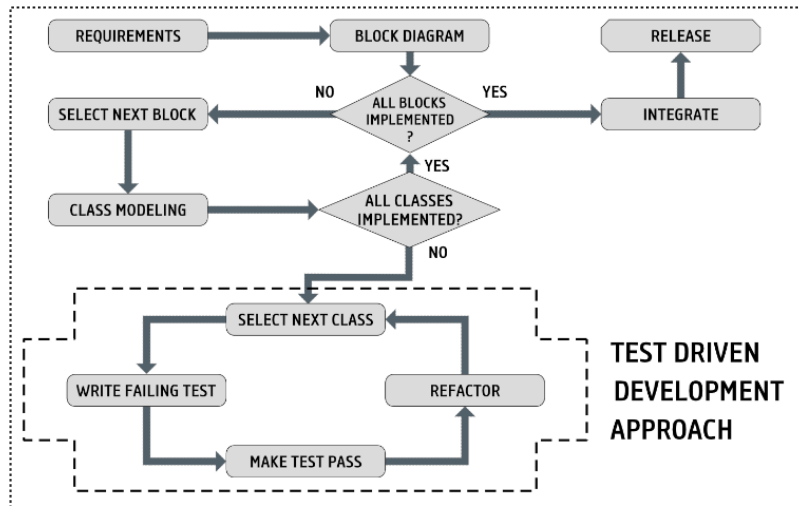 REQUIREMENTS
BLOCK DIAGRAM
RELEASE
NO
ALL BLOCKS
IMPLEMENTED
?
YES
SELECT NEXT BLOCK
INTEGRATE
YES
CLASS MODELING
ALL CLASSES
IMPLEMENTED?
NO
SELECT NEXT CLASS
WRITE FAILING TEST
REFACTOR
MAKE TEST PASS
TEST DRIVEN
DEVELOPMENT
APPROACH